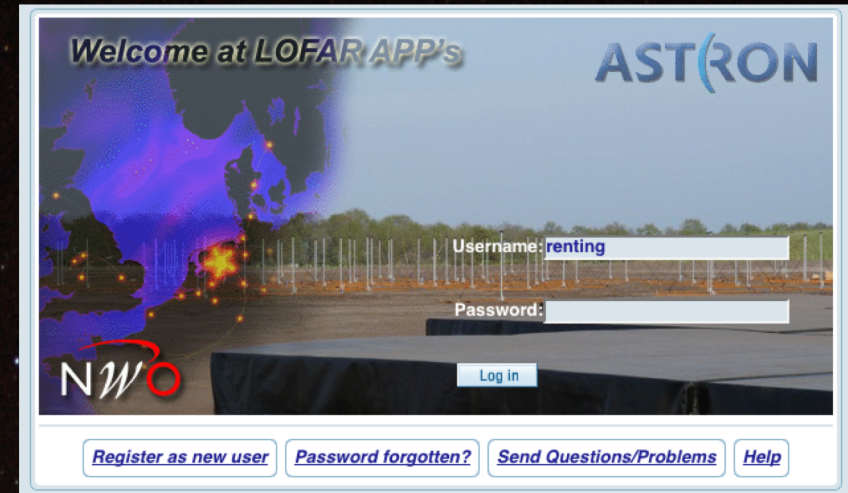 Welcome at LOFAR APP's
ASTRON
Username: renting
Password:
NWO
Log in
Register as new user
Password forgotten?
Send Questions/Problems
Help